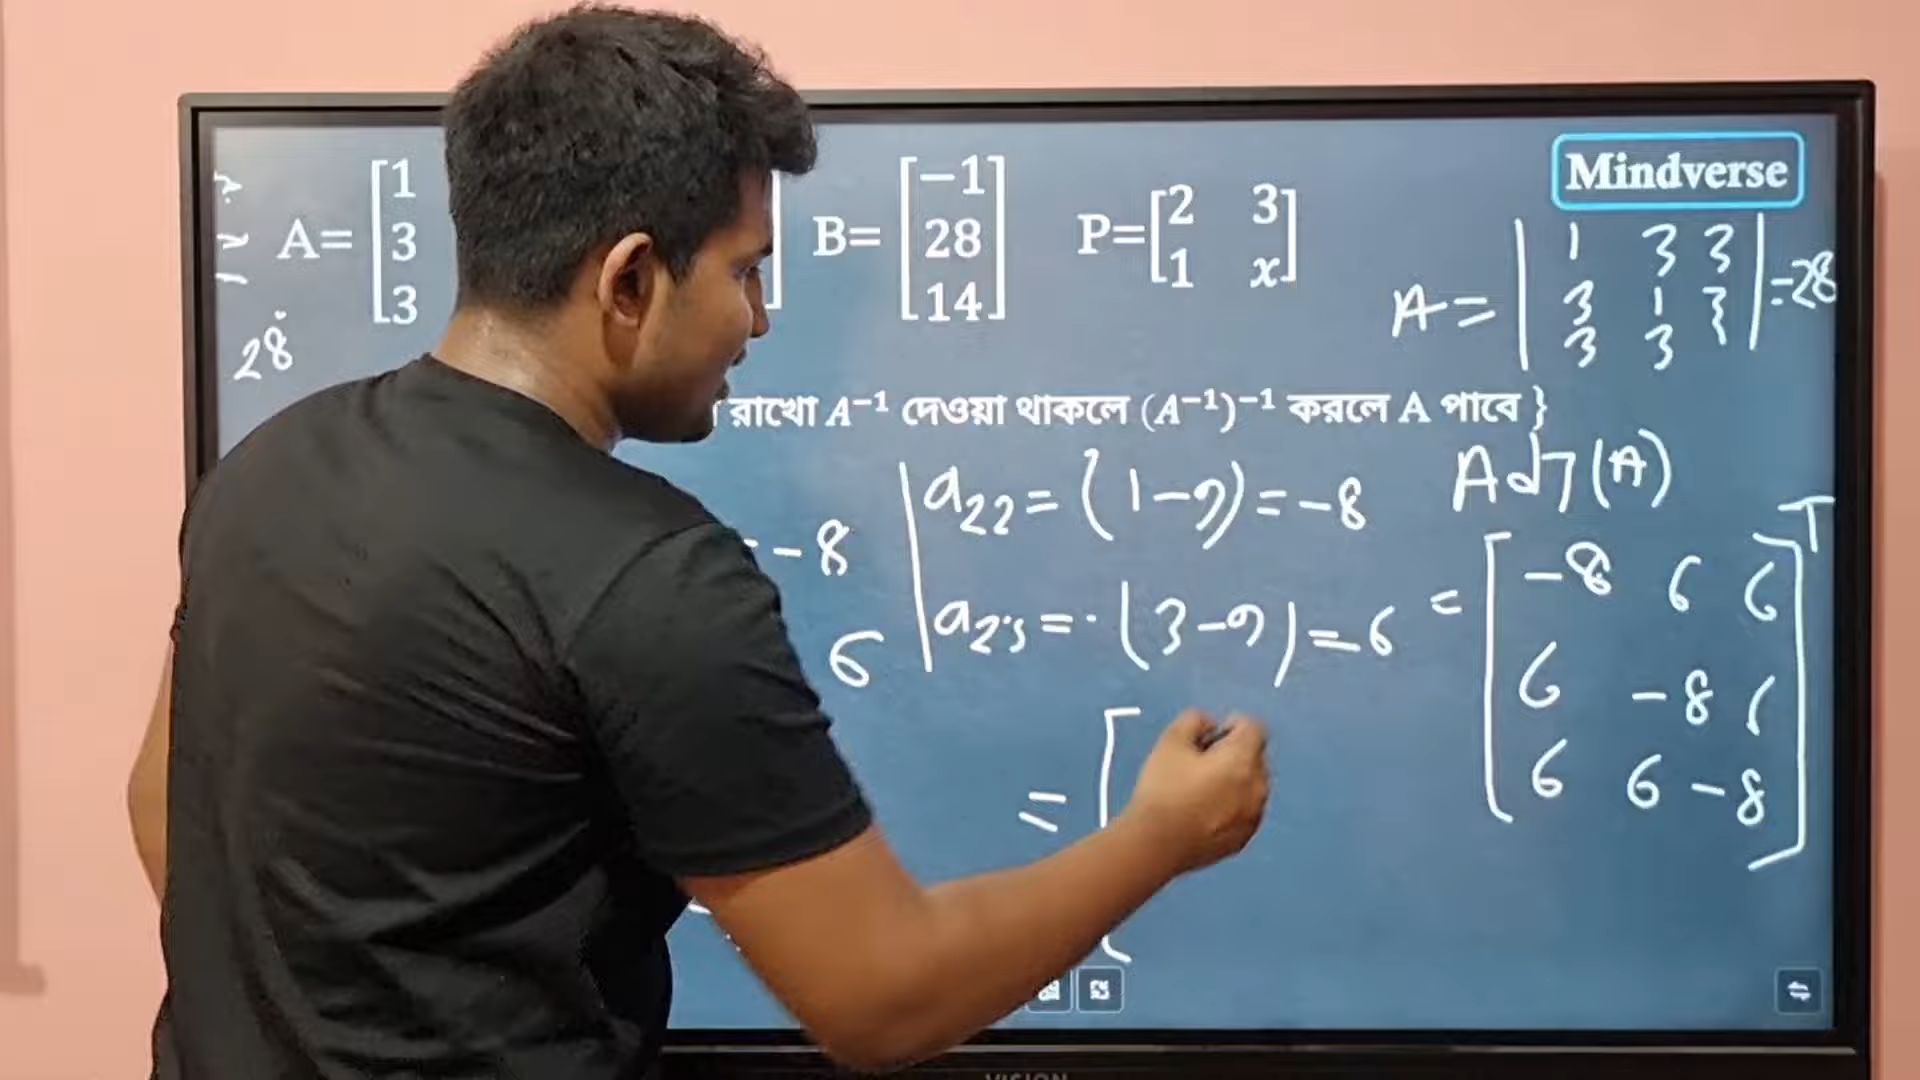 Mindverse
A= [1
3
3
] B= [−1
28
14] P=[2 3
1 x]
28
A = | 1 3 3
3 1 3
3 3 | = 28
রাখো A⁻¹ দেওয়া থাকলে (A⁻¹)⁻¹ করলে A পাবে }
- 8
6
a₂₂ = (1-9) = -8
a₂₃ = -(3-9) = 6
Adj (A)
= [-8 6 6
6 -8 6
6 6 -8]ᵀ
= [
VISION